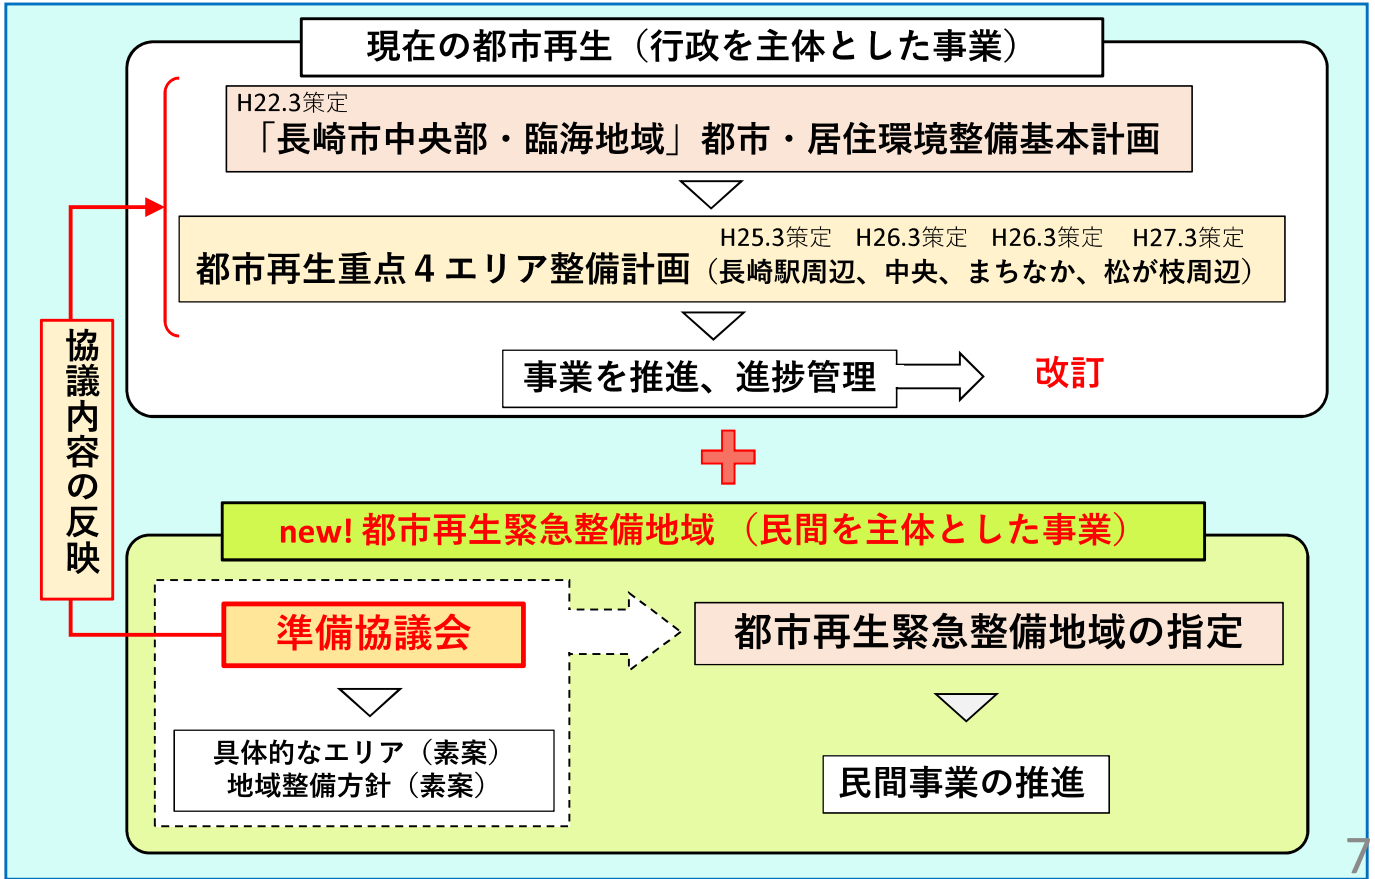 現在の都市再生（行政を主体とした事業）
H22.3策定
「長崎市中央部・臨海地域」都市・居住環境整備基本計画
H25.3策定 H26.3策定 H26.3策定 H27.3策定
都市再生重点４エリア整備計画（長崎駅周辺、中央、まちなか、松が枝周辺）
事業を推進、進捗管理
改訂
協議内容の反映
new! 都市再生緊急整備地域 （民間を主体とした事業）
準備協議会
都市再生緊急整備地域の指定
具体的なエリア（素案）
地域整備方針（素案）
民間事業の推進
7